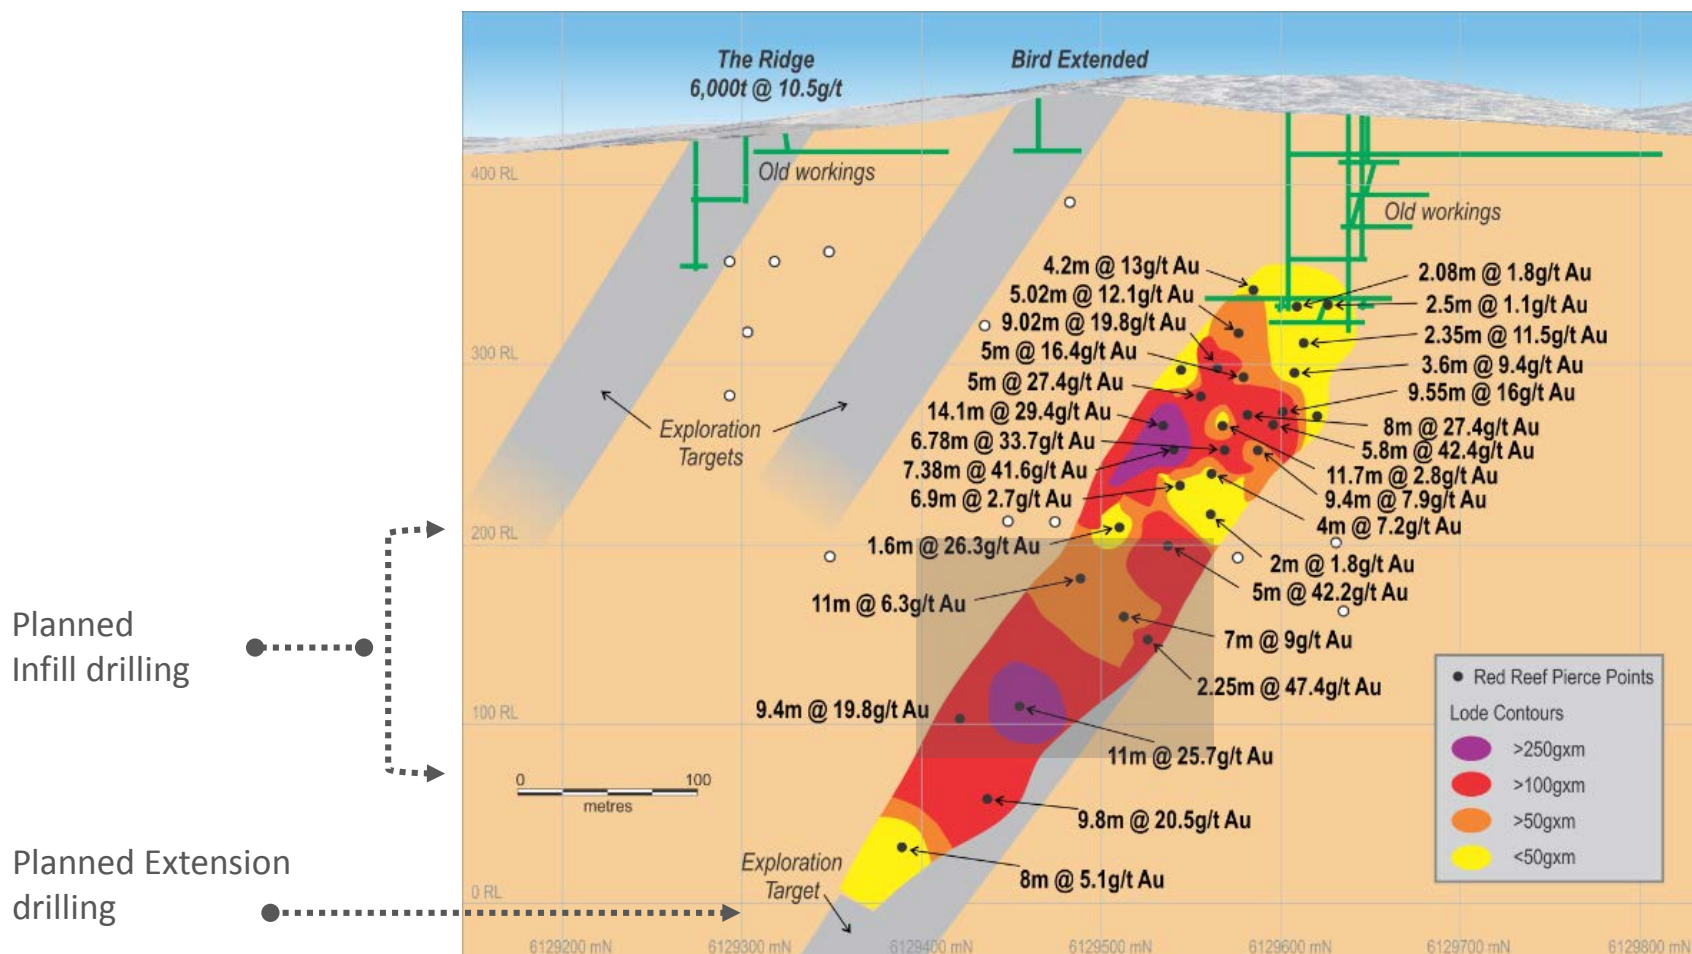 The Ridge
6,000t @ 10.5g/t
Bird Extended
Old workings
400 RL
Old workings
4.2m @ 13g/t Au
5.02m @ 12.1g/t Au
9.02m @ 19.8g/t Au
5m @ 16.4g/t Au
5m @ 27.4g/t Au
14.1m @ 29.4g/t Au
6.78m @ 33.7g/t Au
7.38m @ 41.6g/t Au
6.9m @ 2.7g/t Au
1.6m @ 26.3g/t Au
11m @ 6.3g/t Au
9.4m @ 19.8g/t Au
2.08m @ 1.8g/t Au
2.5m @ 1.1g/t Au
2.35m @ 11.5g/t Au
3.6m @ 9.4g/t Au
9.55m @ 16g/t Au
8m @ 27.4g/t Au
5.8m @ 42.4g/t Au
11.7m @ 2.8g/t Au
9.4m @ 7.9g/t Au
4m @ 7.2g/t Au
2m @ 1.8g/t Au
5m @ 42.2g/t Au
7m @ 9g/t Au
2.25m @ 47.4g/t Au
11m @ 25.7g/t Au
9.8m @ 20.5g/t Au
8m @ 5.1g/t Au
300 RL
Exploration
Targets
200 RL
Planned
Infill drilling
100 RL
0
100
metres
Planned Extension
drilling
Exploration
Target
0 RL
Red Reef Pierce Points
Lode Contours
>250gxm
>100gxm
>50gxm
<50gxm
6129200 mN
6129300 mN
6129400 mN
6129500 mN
6129600 mN
6129700 mN
6129800 mN